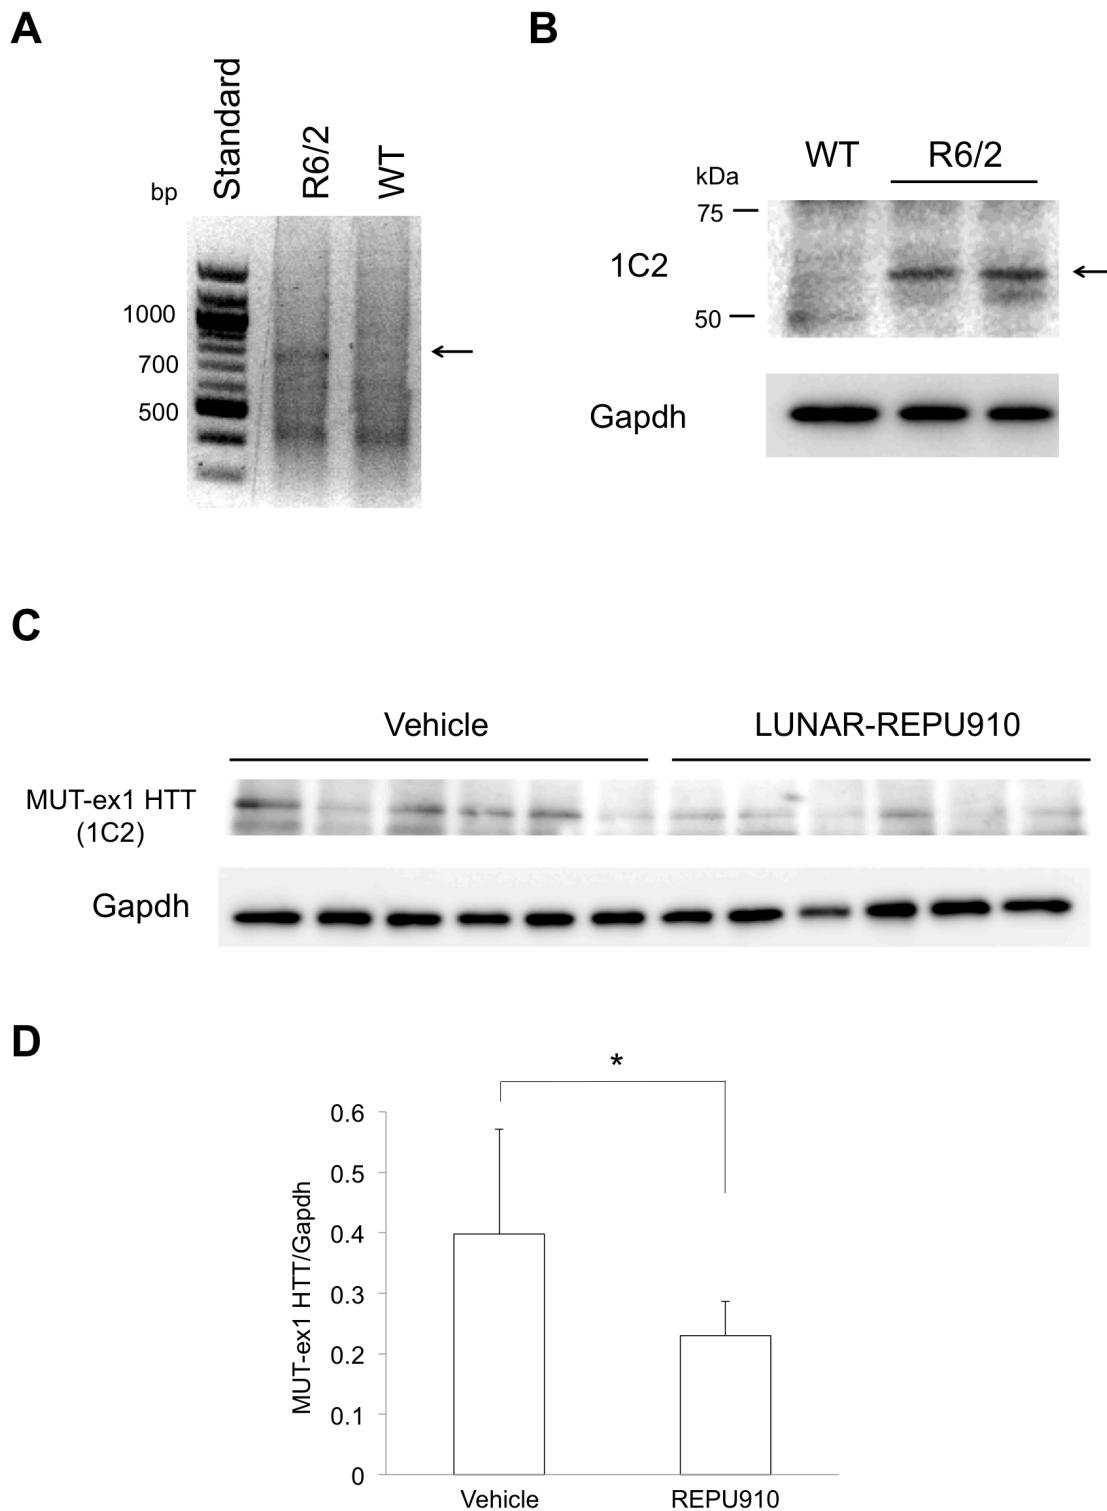 A
Standard
R6/2
WT
bp
1000
700
500
B
WT
R6/2
kDa
75
1C2
50
Gapdh
C
Vehicle
LUNAR-REPU910
MUT-ex1 HTT
(1C2)
Gapdh
D
*
0.6
0.5
0.4
0.3
0.2
0.1
0
MUT-ex1 HTT/Gapdh
Vehicle
REPU910